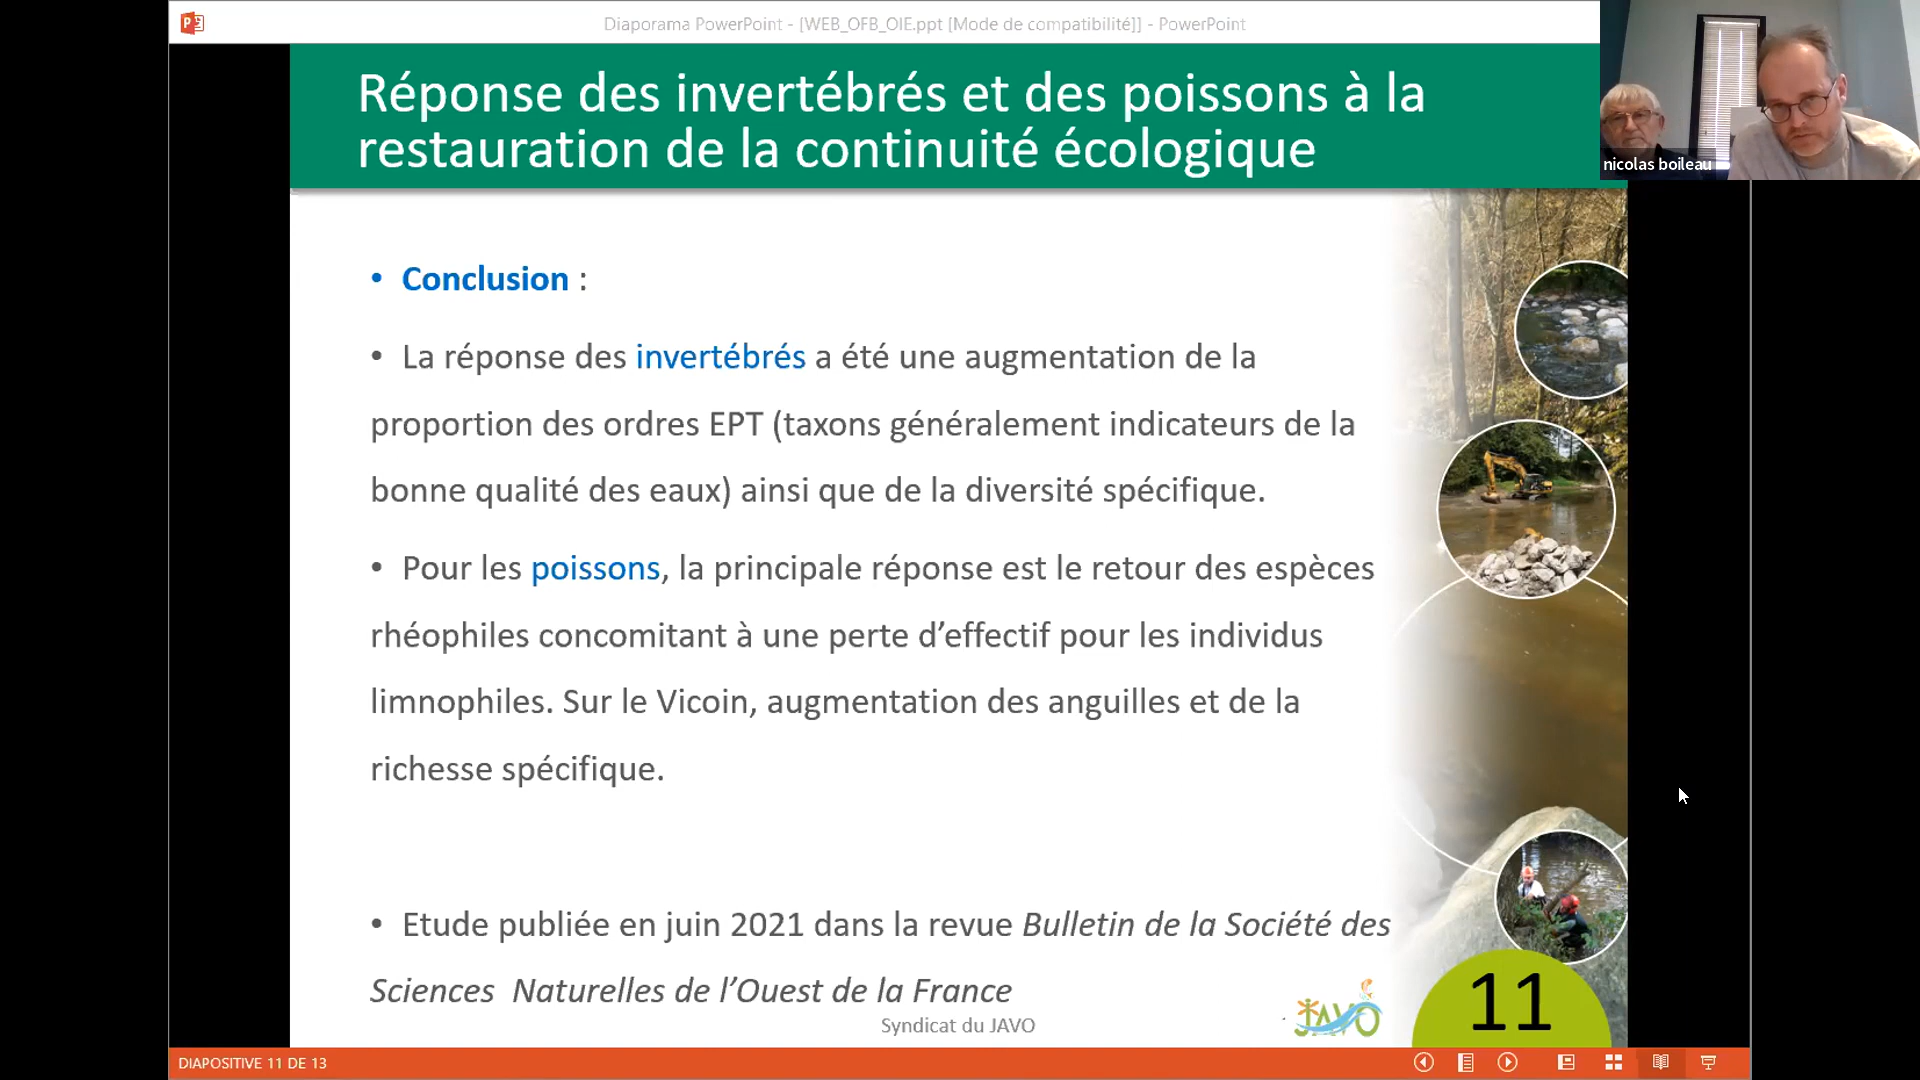 Diaporama PowerPoint - [WEB_OFB_OIE.ppt [Mode de compatibilité]] - PowerPoint
Réponse des invertébrés et des poissons à la
restauration de la continuité écologique
nicolas boileau
• Conclusion :
• La réponse des invertébrés a été une augmentation de la
proportion des ordres EPT (taxons généralement indicateurs de la
bonne qualité des eaux) ainsi que de la diversité spécifique.
• Pour les poissons, la principale réponse est le retour des espèces
rhéophiles concomitant à une perte d’effectif pour les individus
limnophiles. Sur le Vicoin, augmentation des anguilles et de la
richesse spécifique.
• Etude publiée en juin 2021 dans la revue Bulletin de la Société des
Sciences Naturelles de l’Ouest de la France
Syndicat du JAVO
JAVO
11
DIAPOSITIVE 11 DE 13